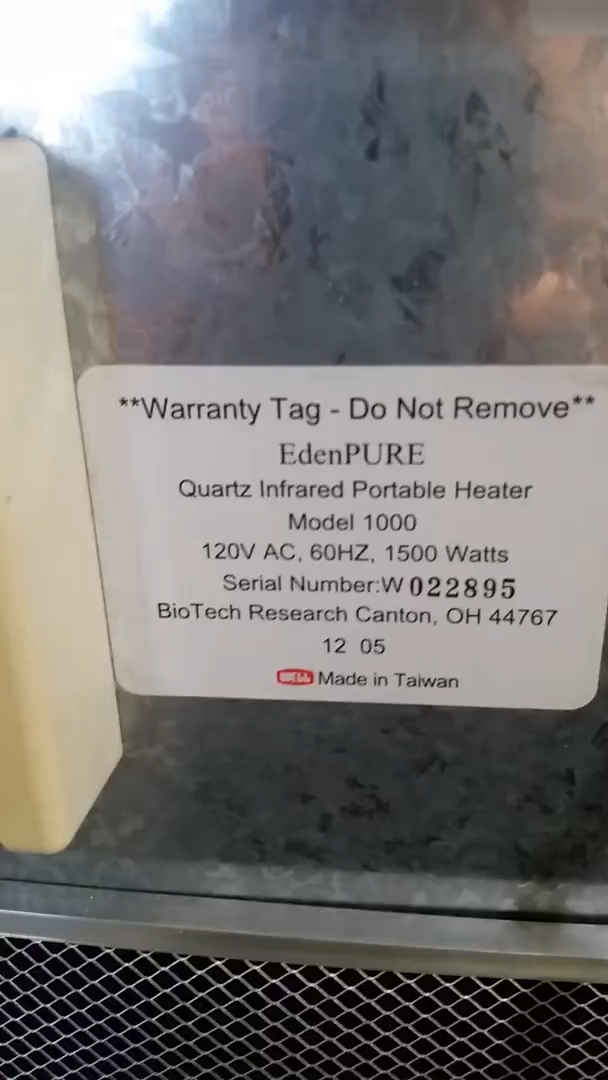 **Warranty Tag - Do Not Remove**
EdenPURE
Quartz Infrared Portable Heater
Model 1000
120V AC, 60HZ, 1500 Watts
Serial Number:W 022895
BioTech Research Canton, OH 44767
12 05
Made in Taiwan